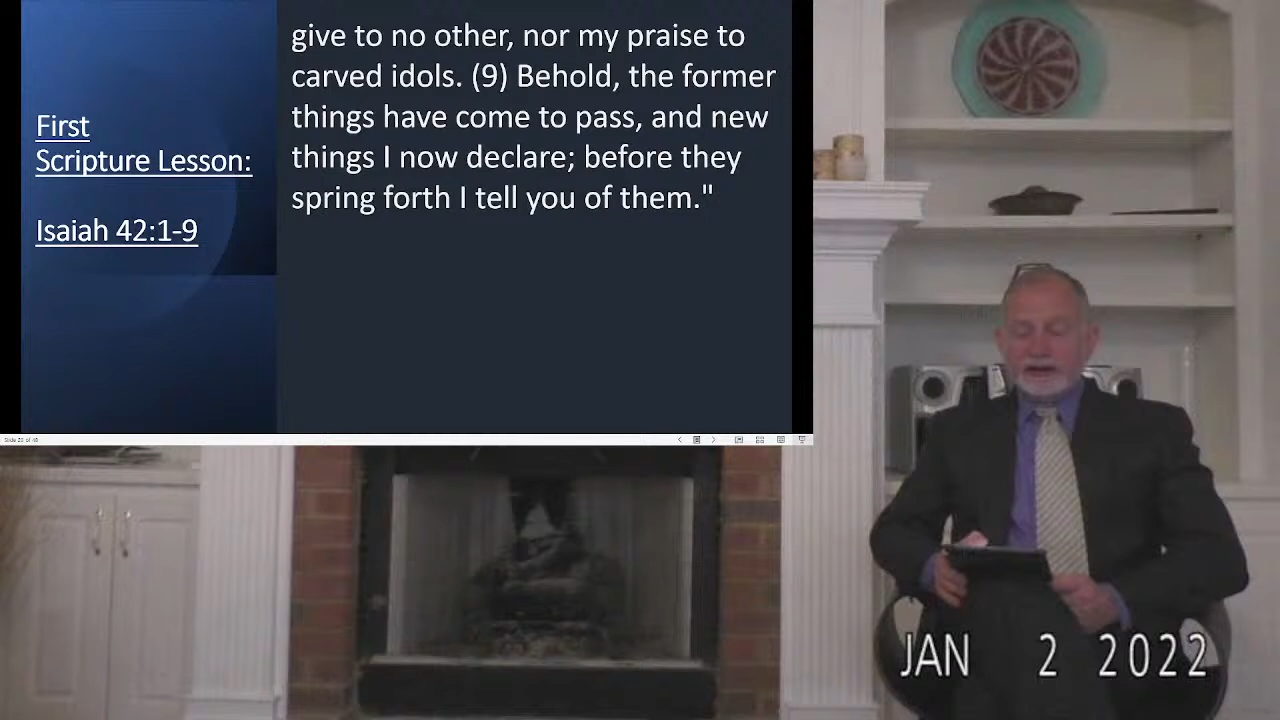 First
Scripture Lesson:
Isaiah 42:1-9
give to no other, nor my praise to
carved idols. (9) Behold, the former
things have come to pass, and new
things I now declare; before they
spring forth I tell you of them."
JAN 2 2022